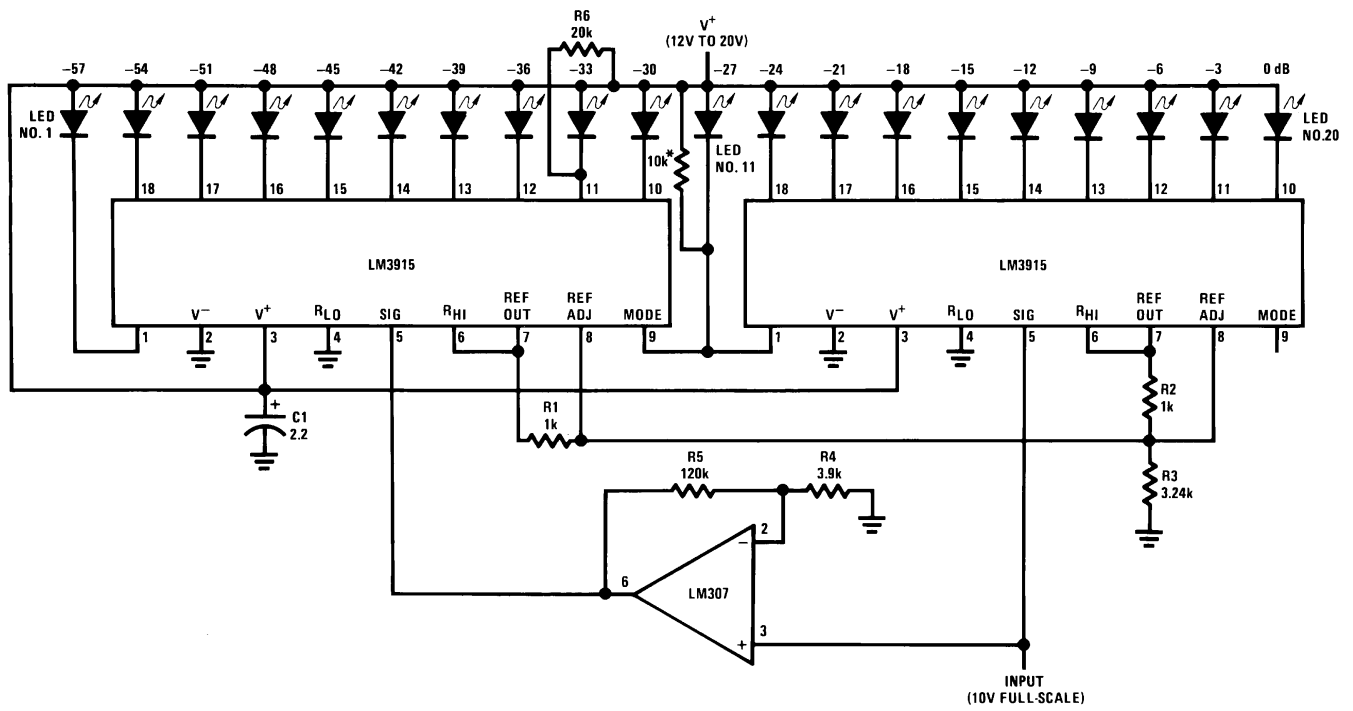 R6
20k
V+
(12V TO 20V)
−57 −54 −51 −48 −45 −42 −39 −36 −33 −30 −27 −24 −21 −18 −15 −12 −9 −6 −3 0 dB
LED
NO. 1
10k*
LED
NO. 11
LED
NO.20
18 17 16 15 14 13 12 11 10 18 17 16 15 14 13 12 11 10
LM3915 LM3915
V− V+ RLO SIG RHI REF OUT REF ADJ MODE V− V+ RLO SIG RHI REF OUT REF ADJ MODE
1 2 3 4 5 6 7 8 9 1 2 3 4 5 6 7 8 9
+
C1
2.2
R1
1k
R2
1k
R5
120k
R4
3.9k
R3
3.24k
2
−
6
LM307
3
+
INPUT
(10V FULL-SCALE)